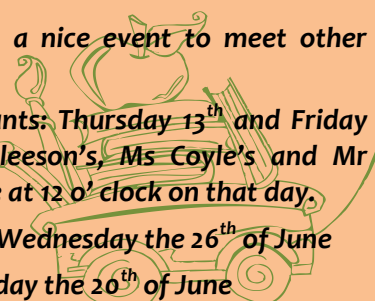 a nice event to meet other
nts: Thursday 13th and Friday
leeson's, Ms Coyle's and Mr
at 12 o' clock on that day.
Wednesday the 26th of June
day the 20th of June